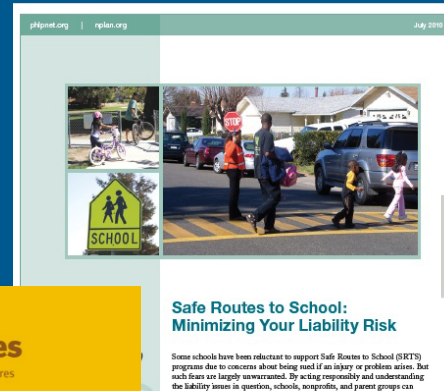 phlpnet.org | nplan.org
July 2010
STOP
SCHOOL
Safe Routes to School:
Minimizing Your Liability Risk
Some schools have been reluctant to support Safe Routes to School (SRTS)
programs due to concerns about being sued if an injury or problem arises. But
such fears are largely unwarranted. By acting responsibly and understanding
the liability issues in question, schools, nonprofits, and parent groups can